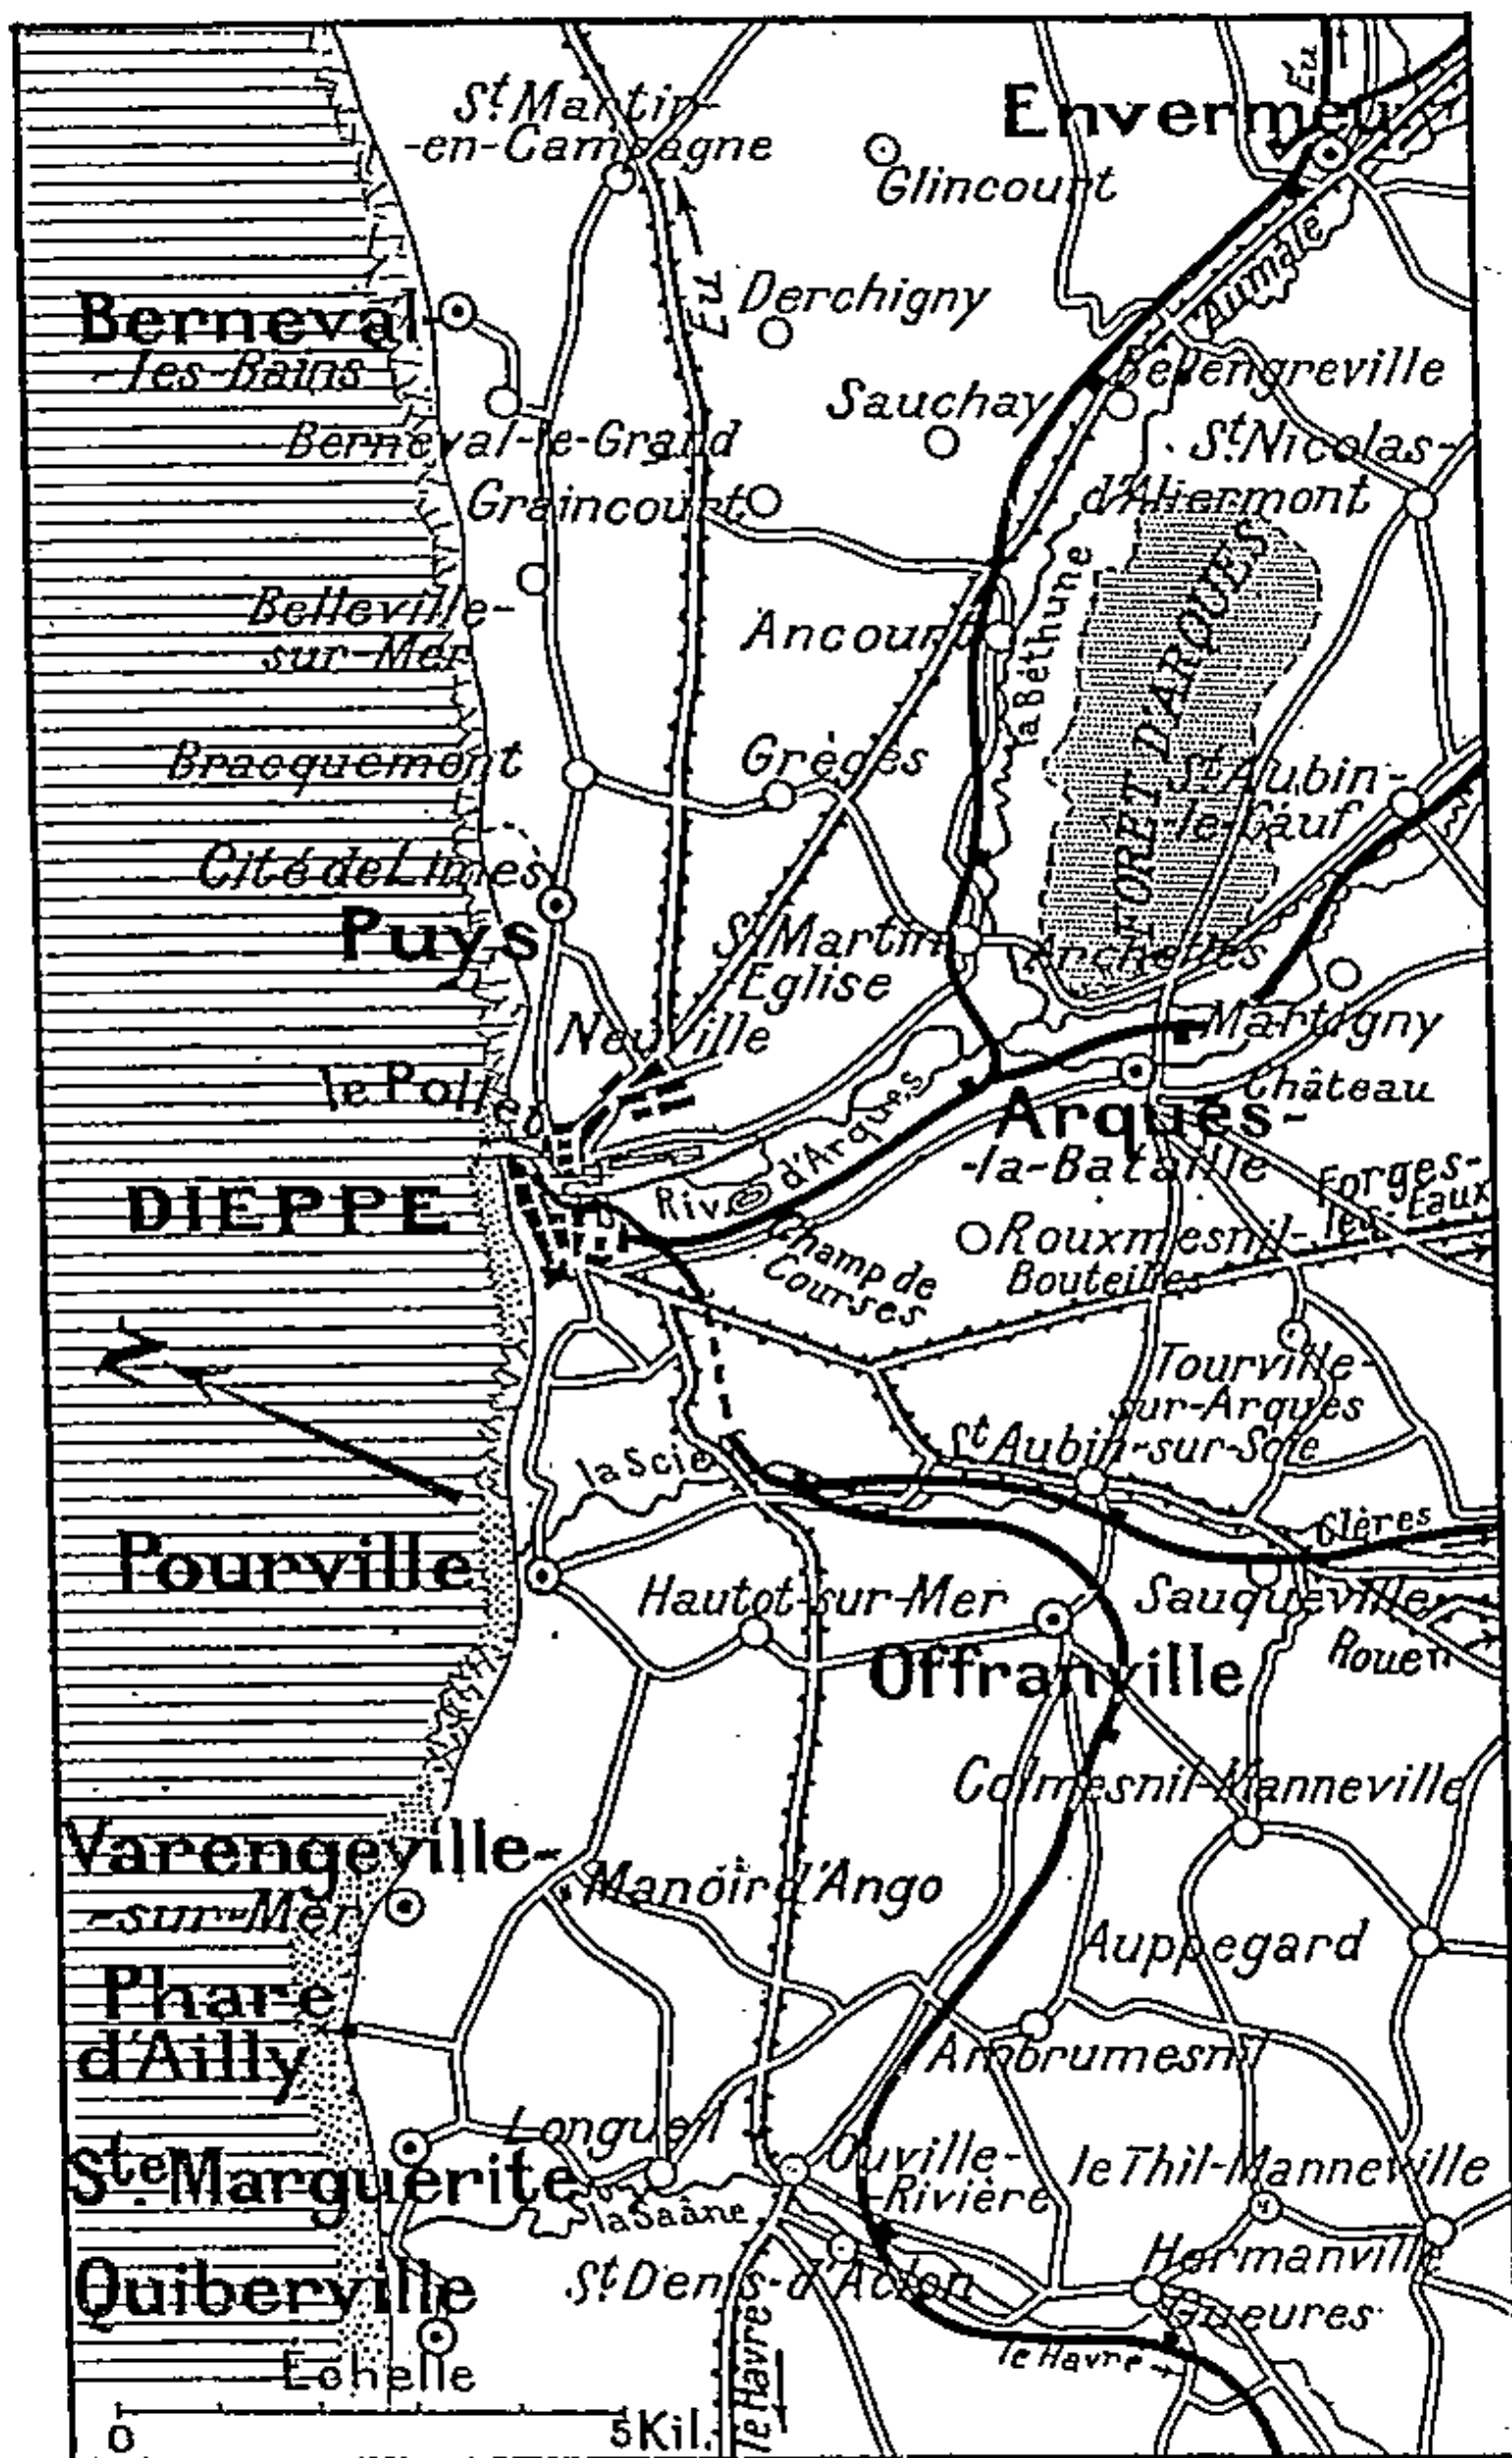 Eu
St. Martin-
-en-Campagne
Envermeu
Glincourt
Aumale
Eu
Derchigny
Berneval
-les-Bains
Bellengreville
Sauchay
Berneval-le-Grand
St. Nicolas-
d'Aliermont
Graincourt
Belleville-
sur-Mer
Ancourt
la Béthune
FORET D'ARQUES
Bracquemont
Grèges
St Aubin-
-le-Cauf
Cité de Limes
Puys
St Martin
Eglise
Archelles
Neuville
Martigny
le Pollet
Château
Arques-
-la-Bataille
Riv. d'Arques
DIEPPE
Forges-
les-Eaux
Rouxmesnil-
Bouteilles
Champ de
Courses
N
Tourville-
sur-Arques
St Aubin-sur-Scie
la Scie
Clères
Pourville
Hautot-sur-Mer
Sauqueville
Rouen
Offranville
Colmesnil-Manneville
Varengeville-
-sur-Mer
Manoir d'Ango
Auppegard
Phare
d'Ailly
Ambrumesnil
Longueil
Ouville-
-Rivière
le Thil-Manneville
Ste Marguerite
la Saâne
Hermanville
St. Denis-d'Aclon
Quiberville
Gueures
le Havre
le Havre
Echelle
0
5 Kil.